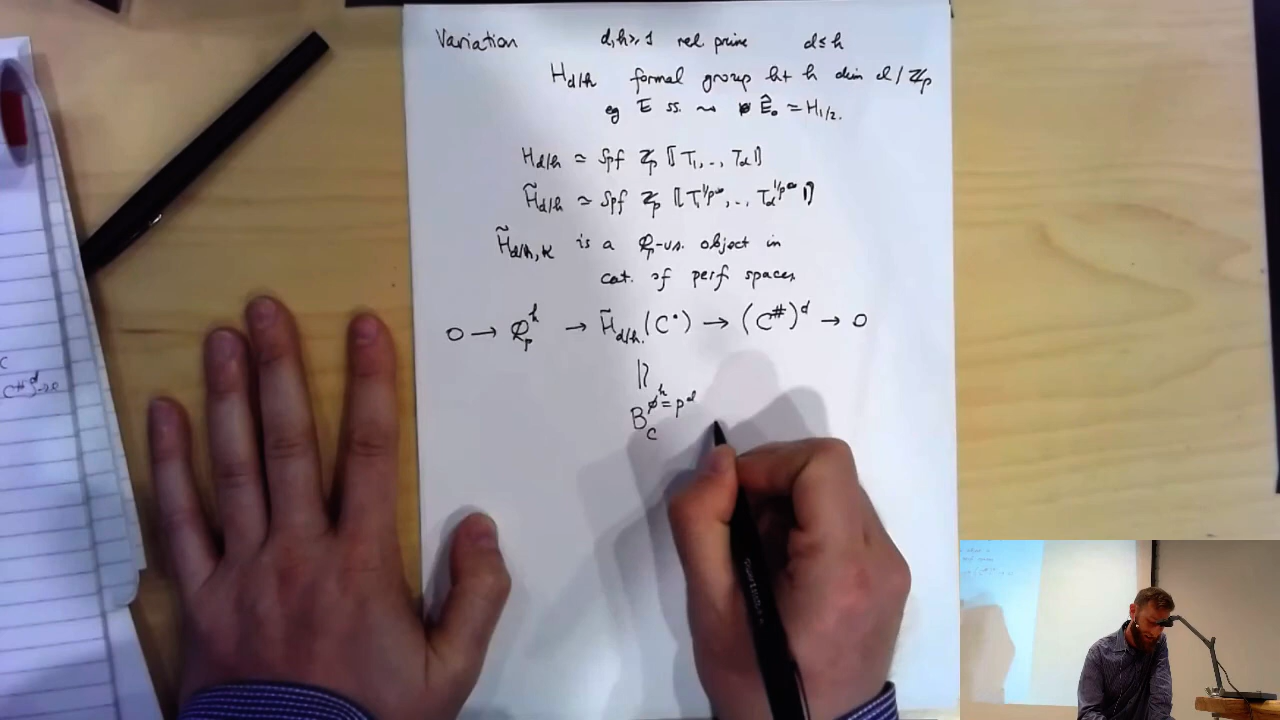 Variation d,h ≥ 1 rel. prime d ≤ h
H_{d/h} formal group ht h dim d / Z_p
eg E ss. ⇝ Ê_0 = H_{1/2}.
H_{d/h} ≃ Spf Z_p ⟦T_1, .., T_d⟧
H̃_{d/h} ≃ Spf Z_p ⟦T_1^{1/p^∞}, .., T_d^{1/p^∞}⟧
H̃_{d/h,K} is a Q_p-v.s. object in
cat. of perf spaces
0 → Q_p^h → H̃_{d/h}(C°) → (C^#)^d → 0
B_C^{φ^h = p^d}